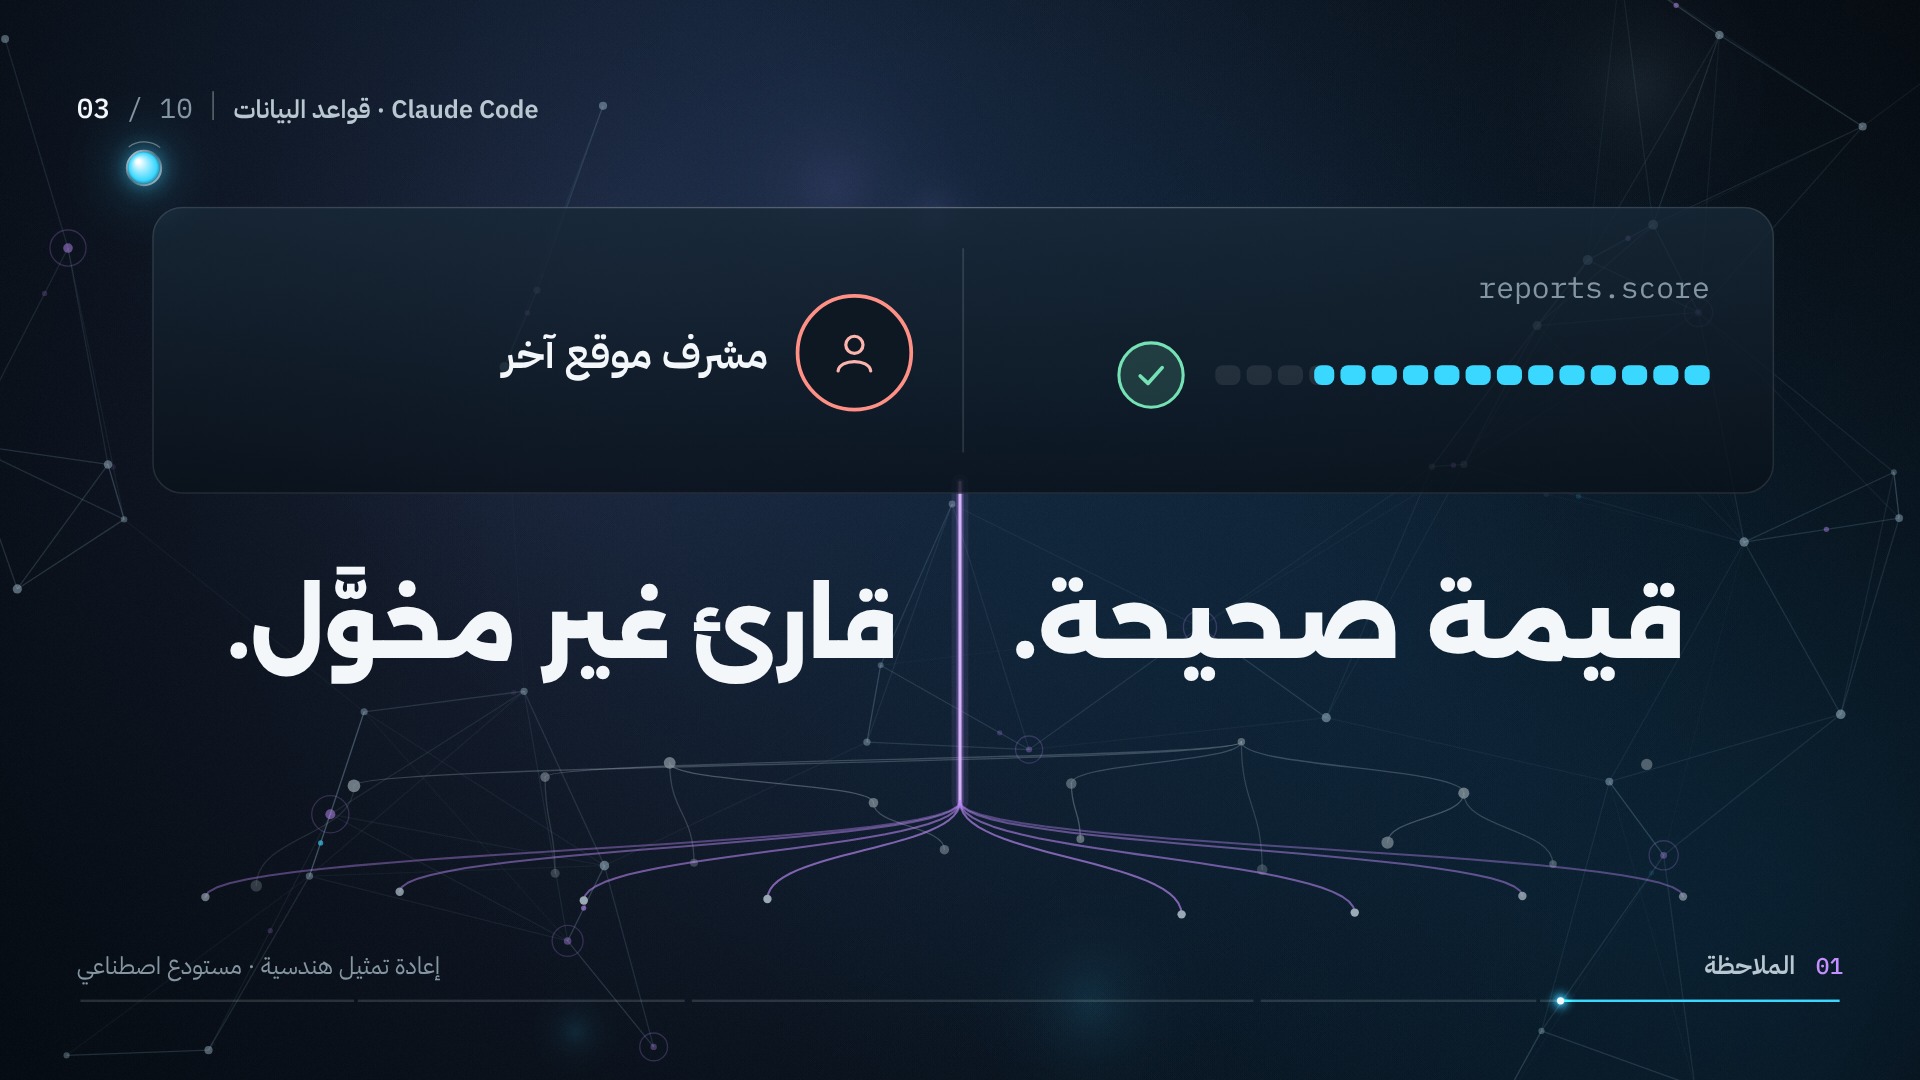 03 / 10 | قواعد البيانات · Claude Code
reports.score
مشرف موقع آخر
قيمة صحيحة.
قارئ غير مخوَّل.
01 الملاحظة
إعادة تمثيل هندسية · مستودع اصطناعي